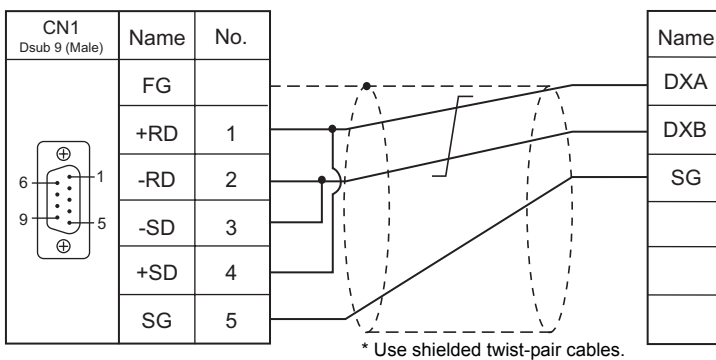 CN1
Dsub 9 (Male)
Name No.
Name
FG
DXA
+RD 1
DXB
-RD 2
SG
6 1
9 5
-SD 3
+SD 4
SG 5
* Use shielded twist-pair cables.